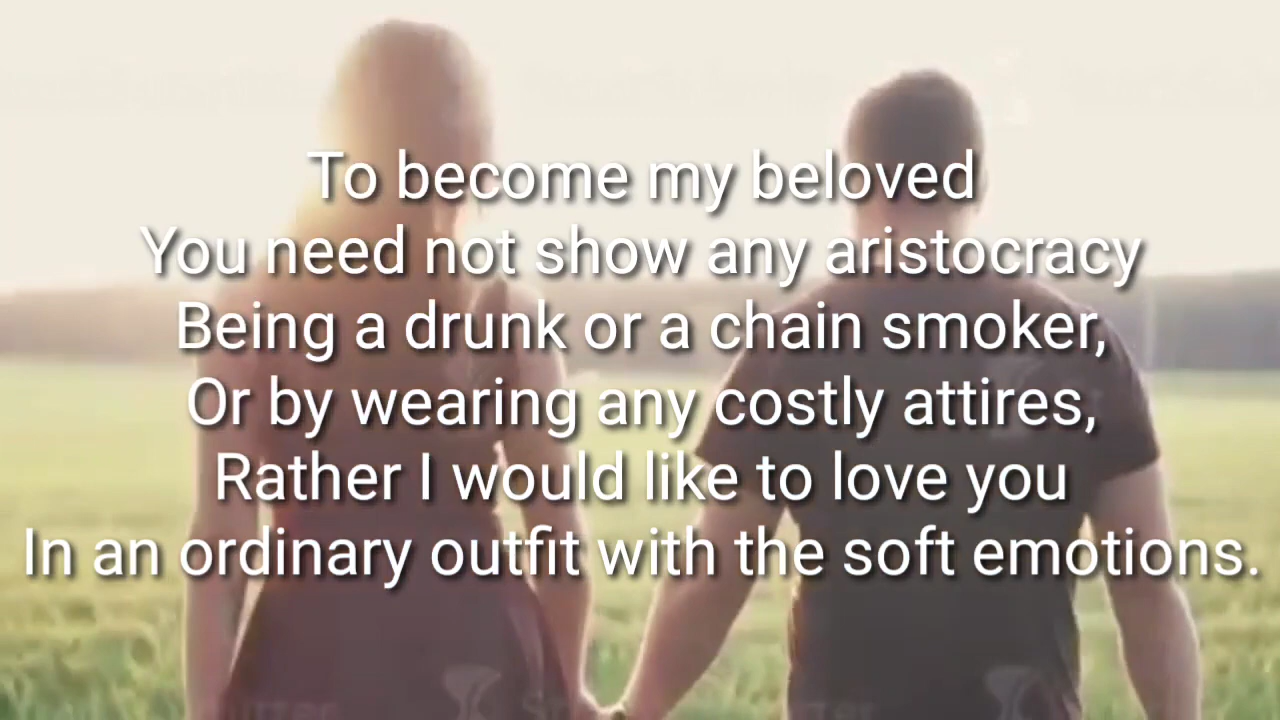 To become my beloved
You need not show any aristocracy
Being a drunk or a chain smoker,
Or by wearing any costly attires,
Rather I would like to love you
In an ordinary outfit with the soft emotions.